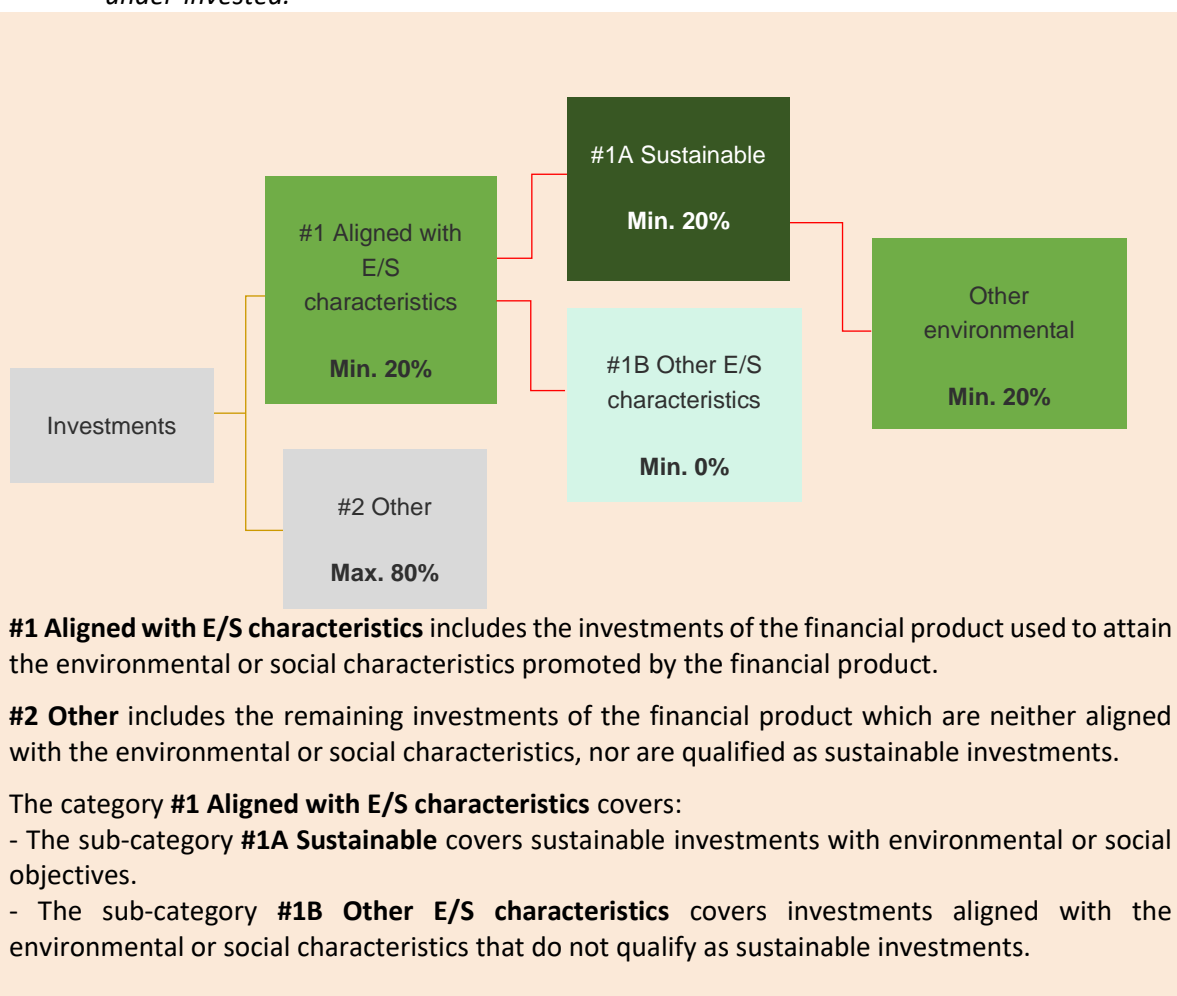 under-invested.
#1A Sustainable
Min. 20%
#1 Aligned with
E/S
characteristics
Min. 20%
Other
environmental
Min. 20%
#1B Other E/S
characteristics
Min. 0%
Investments
#2 Other
Max. 80%
#1 Aligned with E/S characteristics includes the investments of the financial product used to attain
the environmental or social characteristics promoted by the financial product.
#2 Other includes the remaining investments of the financial product which are neither aligned
with the environmental or social characteristics, nor are qualified as sustainable investments.
The category #1 Aligned with E/S characteristics covers:
- The sub-category #1A Sustainable covers sustainable investments with environmental or social
objectives.
- The sub-category #1B Other E/S characteristics covers investments aligned with the
environmental or social characteristics that do not qualify as sustainable investments.